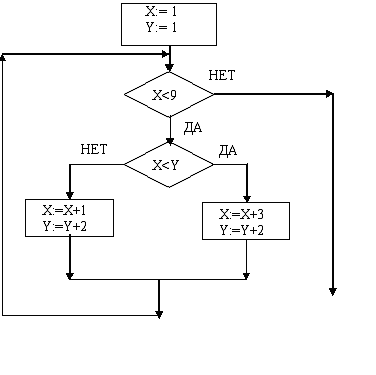 X:= 1
Y:= 1
НЕТ
X<9
ДА
НЕТ
ДА
X<Y
X:=X+1
Y:=Y+2
X:=X+3
Y:=Y+2